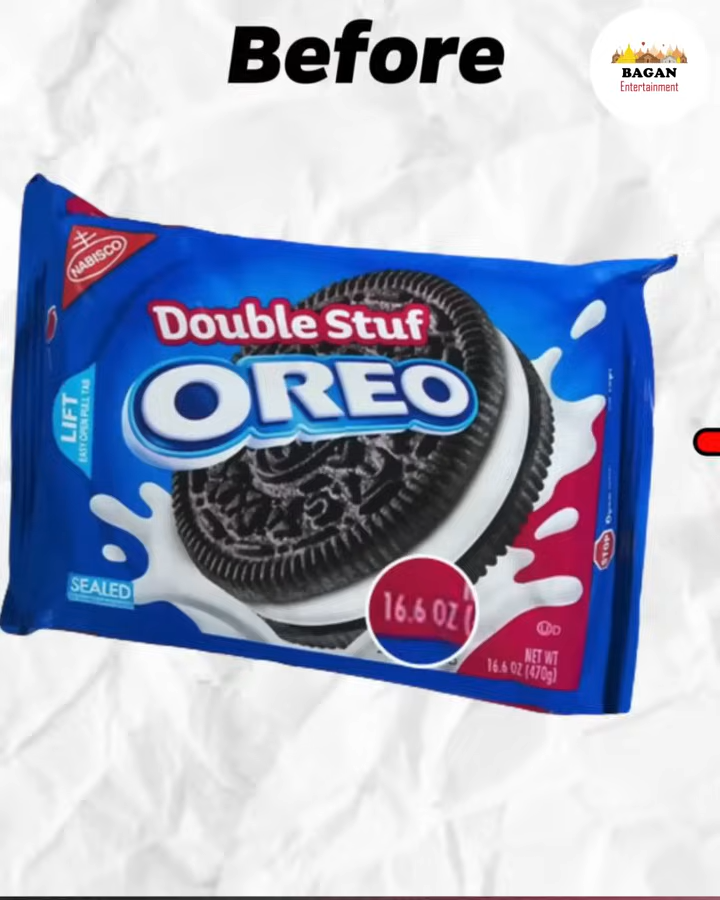 Before
BAGAN
Entertainment
NABISCO
Double Stuf
OREO
LIFT
EASY OPEN PULL TAB
SEALED
16.6 OZ (
STOP
U D
NET WT
16.6 OZ (470g)